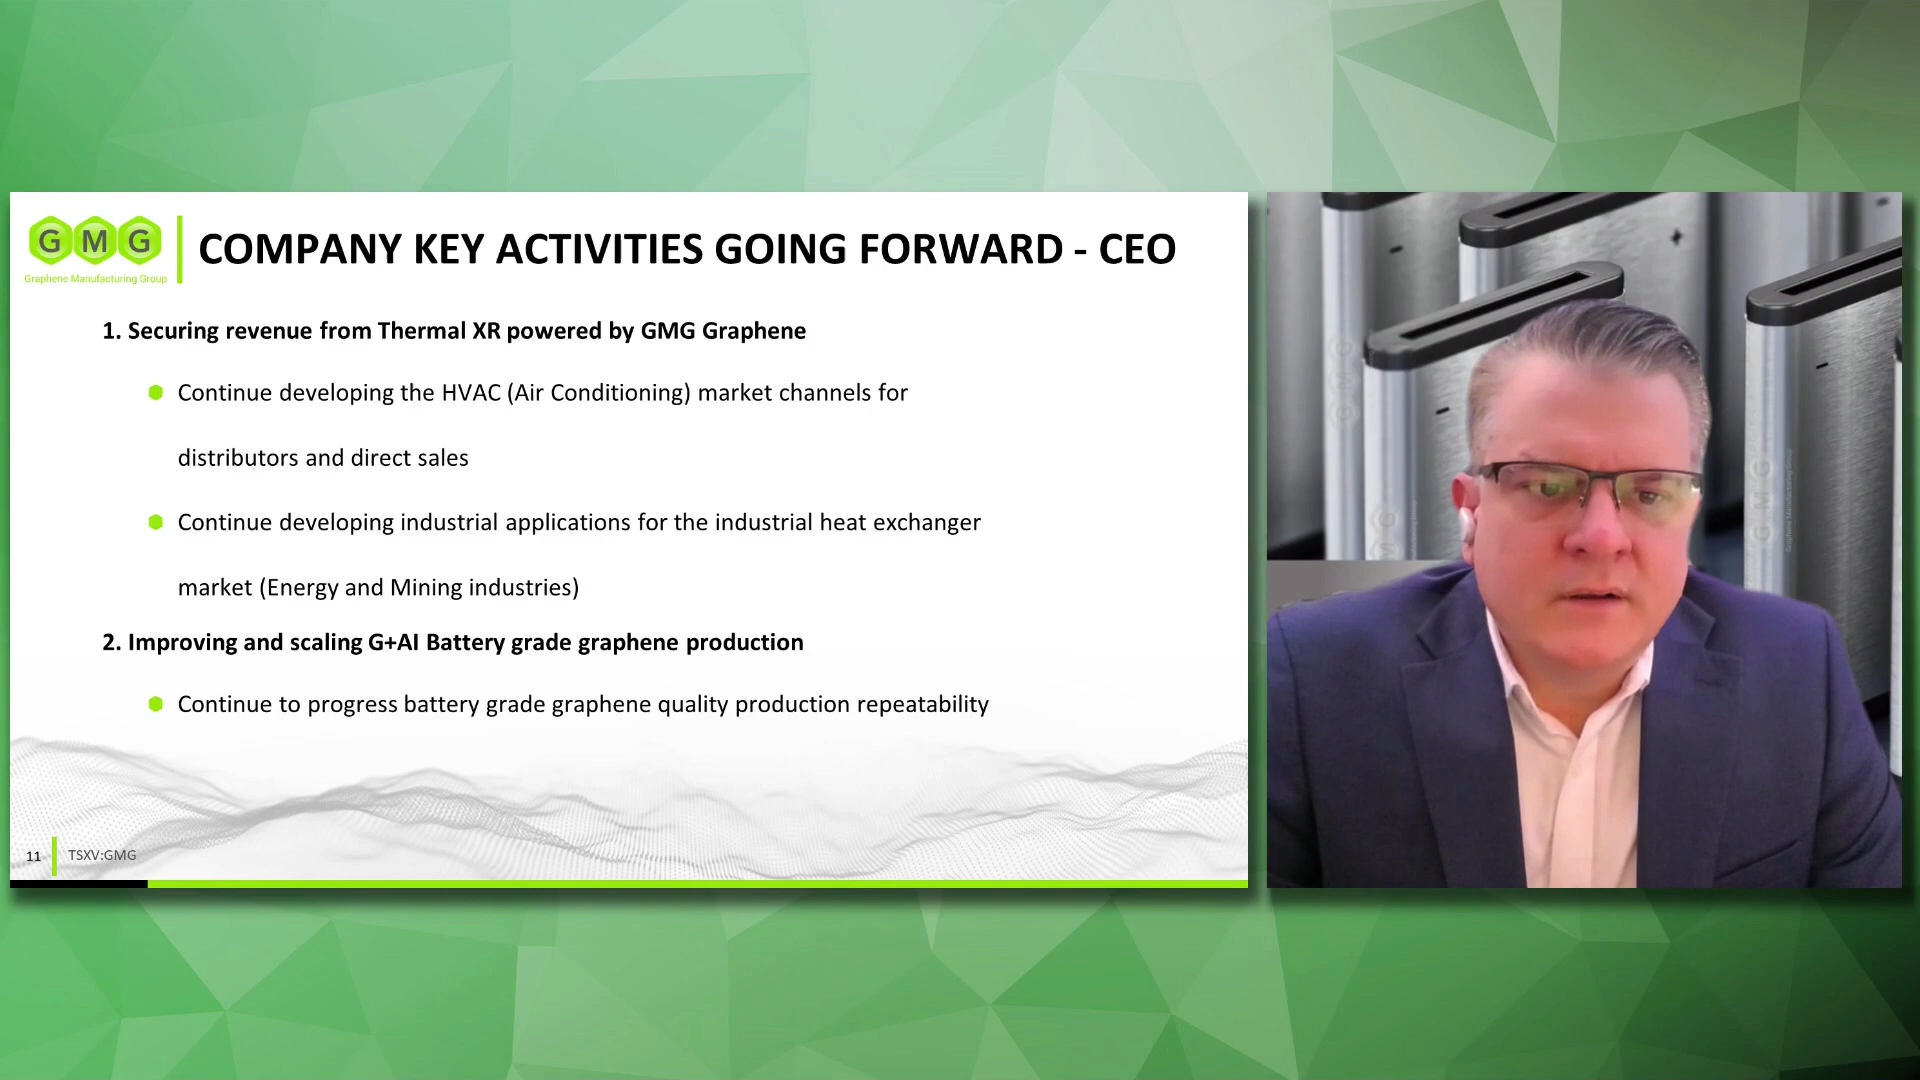 GMG
Graphene Manufacturing Group
COMPANY KEY ACTIVITIES GOING FORWARD - CEO
1. Securing revenue from Thermal XR powered by GMG Graphene
Continue developing the HVAC (Air Conditioning) market channels for
distributors and direct sales
Continue developing industrial applications for the industrial heat exchanger
market (Energy and Mining industries)
2. Improving and scaling G+AI Battery grade graphene production
Continue to progress battery grade graphene quality production repeatability
11
TSXV:GMG
GMG